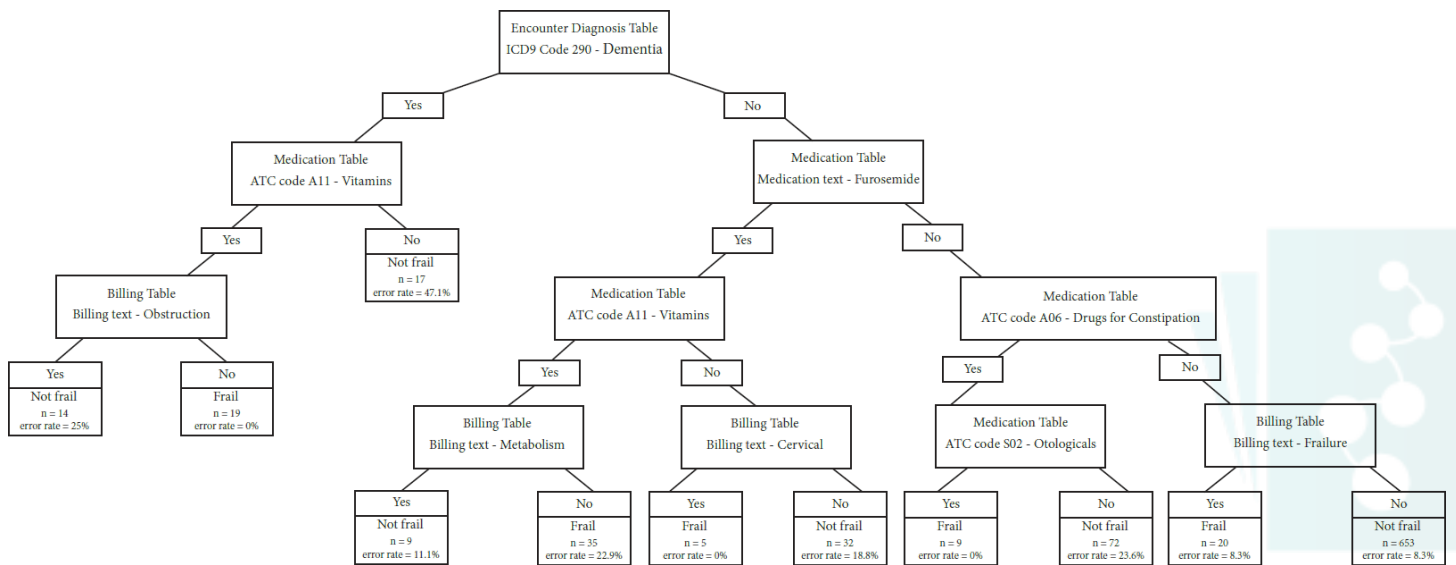 Encounter Diagnosis Table
ICD9 Code 290 - Dementia
Yes
No
Medication Table
ATC code A11 - Vitamins
Medication Table
Medication text - Furosemide
Yes
No
Not frail
n = 17
error rate = 47.1%
Yes
No
Billing Table
Billing text - Obstruction
Medication Table
ATC code A11 - Vitamins
Medication Table
ATC code A06 - Drugs for Constipation
Yes
Not frail
n = 14
error rate = 25%
No
Frail
n = 19
error rate = 0%
Yes
No
Yes
No
Billing Table
Billing text - Metabolism
Billing Table
Billing text - Cervical
Medication Table
ATC code S02 - Otologicals
Billing Table
Billing text - Frailure
Yes
Not frail
n = 9
error rate = 11.1%
No
Frail
n = 35
error rate = 22.9%
Yes
Frail
n = 5
error rate = 0%
No
Not frail
n = 32
error rate = 18.8%
Yes
Frail
n = 9
error rate = 0%
No
Not frail
n = 72
error rate = 23.6%
Yes
Frail
n = 20
error rate = 8.3%
No
Not frail
n = 653
error rate = 8.3%